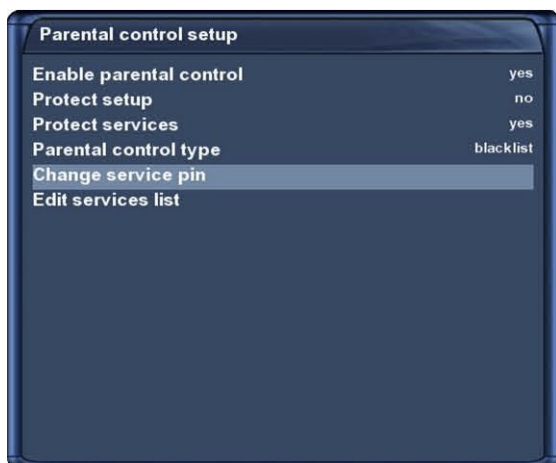 Parental control setup
Enable parental control yes
Protect setup no
Protect services yes
Parental control type blacklist
Change service pin
Edit services list